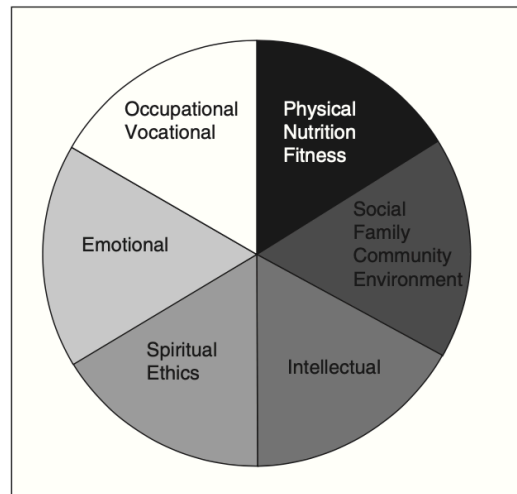 Occupational
Vocational
Physical
Nutrition
Fitness
Social
Family
Community
Environment
Intellectual
Spiritual
Ethics
Emotional